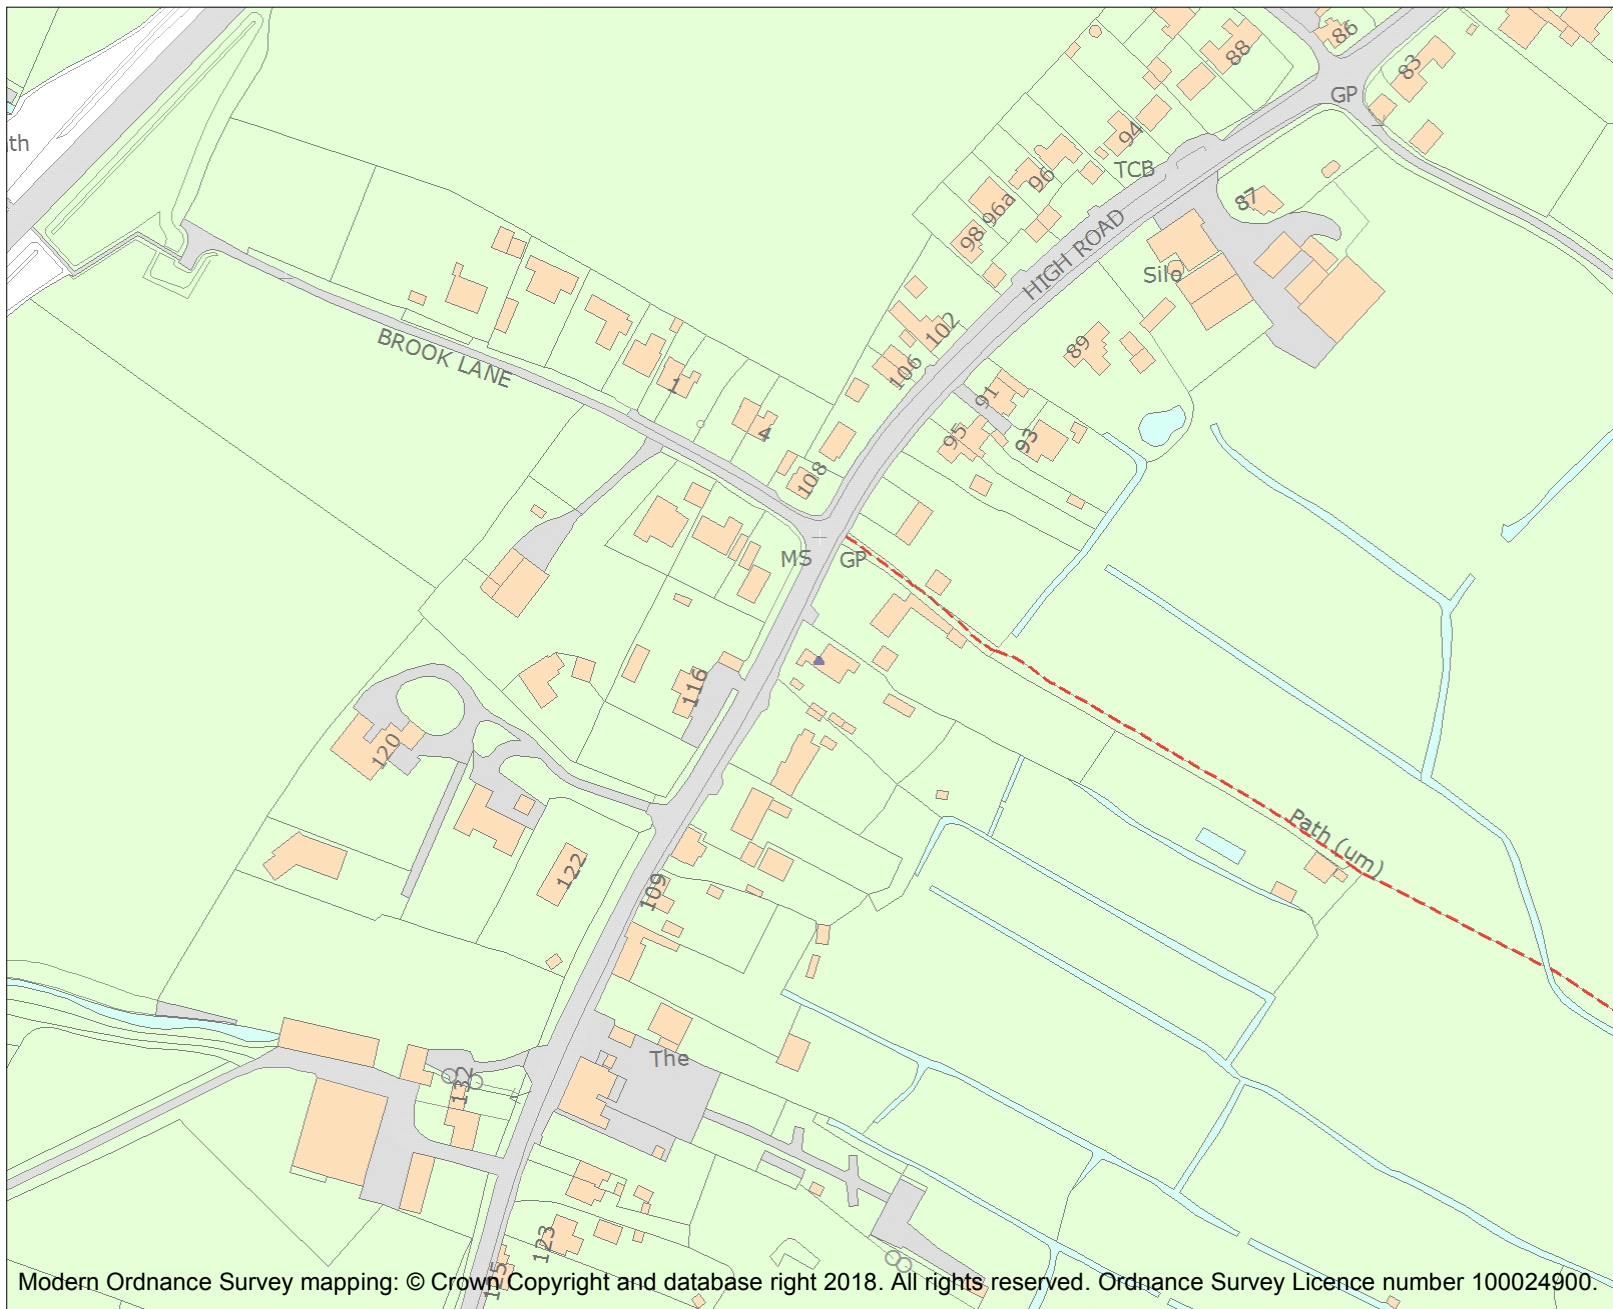 86
88
83
GP
th
94
TCB
96
96a
87
98
HIGH ROAD
Silo
102
BROOK LANE
89
106
1
91
4
95
93
108
MS
GP
116
120
Path (um)
122
109
The
132
123
Modern Ordnance Survey mapping: © Crown Copyright and database right 2018. All rights reserved. Ordnance Survey Licence number 100024900.